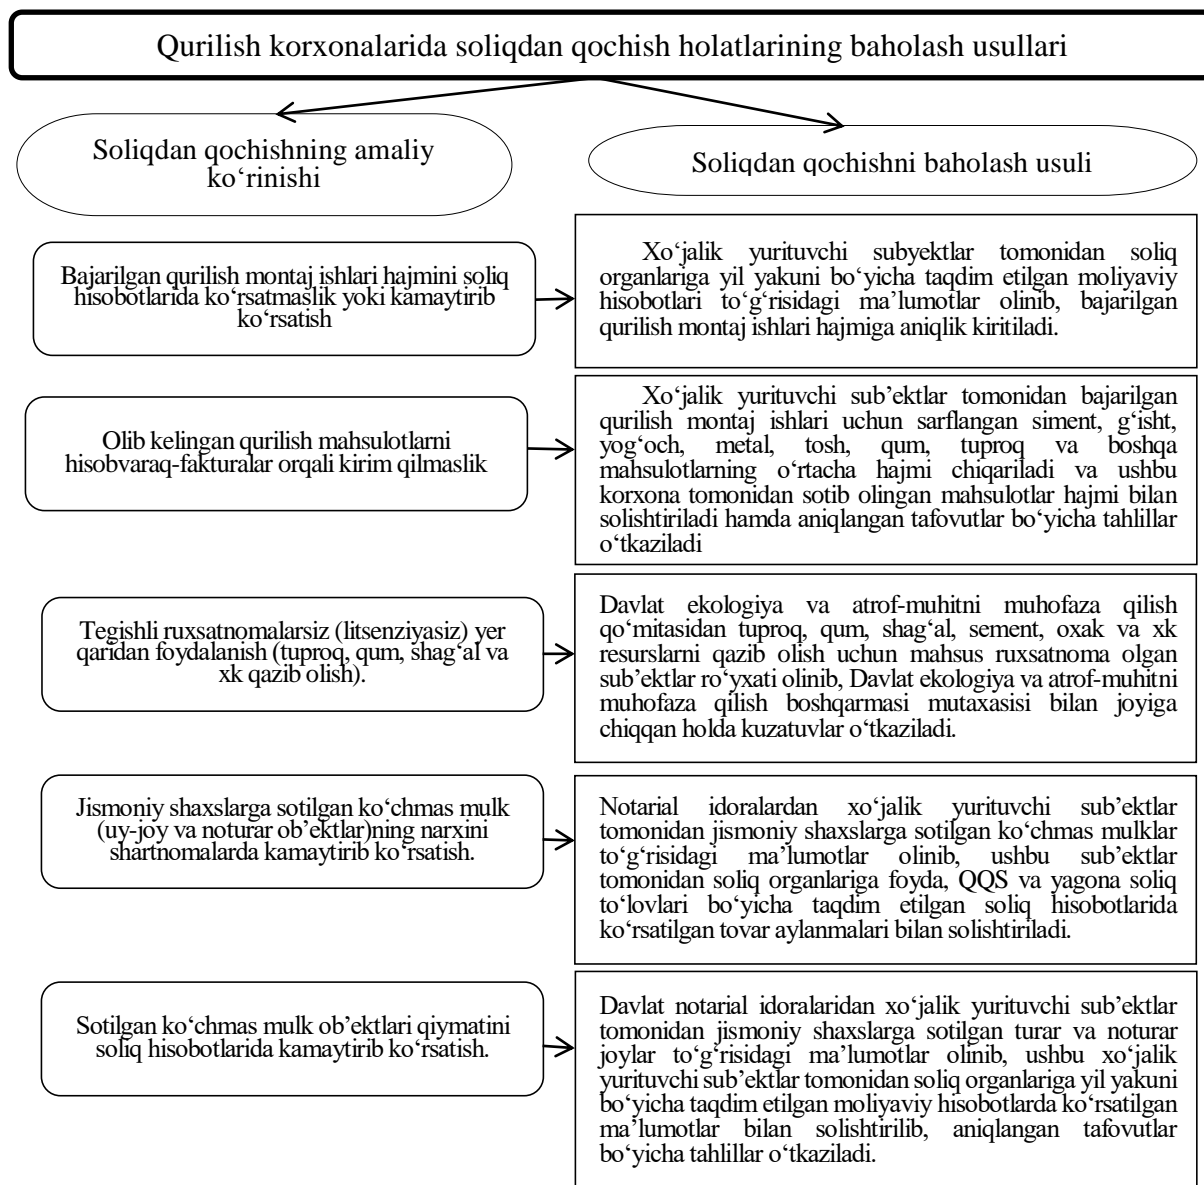 Qurilish korxonalarida soliqdan qochish holatlarining baholash usullari
Soliqdan qochishning amaliy
ko‘rinishi
Soliqdan qochishni baholash usuli
Bajarilgan qurilish montaj ishlari hajmini soliq
hisobotlarida ko‘rsatmaslik yoki kamaytirib
ko‘rsatish
Xo‘jalik yurituvchi subyektlar tomonidan soliq
organlariga yil yakuni bo‘yicha taqdim etilgan moliyaviy
hisobotlari to‘g‘risidagi ma’lumotlar olinib, bajarilgan
qurilish montaj ishlari hajmiga aniqlik kiritiladi.
Olib kelingan qurilish mahsulotlarni
hisobvaraq-fakturalar orqali kirim qilmaslik
Xo‘jalik yurituvchi sub’ektlar tomonidan bajarilgan
qurilish montaj ishlari uchun sarflangan siment, g‘isht,
yog‘och, metal, tosh, qum, tuproq va boshqa
mahsulotlarning o‘rtacha hajmi chiqariladi va ushbu
korxona tomonidan sotib olingan mahsulotlar hajmi bilan
solishtiriladi hamda aniqlangan tafovutlar bo‘yicha tahlillar
o‘tkaziladi
Tegishli ruxsatnomalarsiz (litsenziyasiz) yer
qaridan foydalanish (tuproq, qum, shag‘al va
xk qazib olish).
Davlat ekologiya va atrof-muhitni muhofaza qilish
qo‘mitasidan tuproq, qum, shag‘al, sement, oxak va xk
resurslarni qazib olish uchun mahsus ruxsatnoma olgan
sub’ektlar ro‘yxati olinib, Davlat ekologiya va atrof-muhitni
muhofaza qilish boshqarmasi mutaxasisi bilan joyiga
chiqqan holda kuzatuvlar o‘tkaziladi.
Jismoniy shaxslarga sotilgan ko‘chmas mulk
(uy-joy va noturar ob’ektlar)ning narxini
shartnomalarda kamaytirib ko‘rsatish.
Notarial idoralardan xo‘jalik yurituvchi sub’ektlar
tomonidan jismoniy shaxslarga sotilgan ko‘chmas mulklar
to‘g‘risidagi ma’lumotlar olinib, ushbu sub’ektlar
tomonidan soliq organlariga foyda, QQS va yagona soliq
to‘lovlari bo‘yicha taqdim etilgan soliq hisobotlarida
ko‘rsatilgan tovar aylanmalari bilan solishtiriladi.
Sotilgan ko‘chmas mulk ob’ektlari qiymatini
soliq hisobotlarida kamaytirib ko‘rsatish.
Davlat notarial idoralaridan xo‘jalik yurituvchi sub’ektlar
tomonidan jismoniy shaxslarga sotilgan turar va noturar
joylar to‘g‘risidagi ma’lumotlar olinib, ushbu xo‘jalik
yurituvchi sub’ektlar tomonidan soliq organlariga yil yakuni
bo‘yicha taqdim etilgan moliyaviy hisobotlarda ko‘rsatilgan
ma’lumotlar bilan solishtirilib, aniqlangan tafovutlar
bo‘yicha tahlillar o‘tkaziladi.